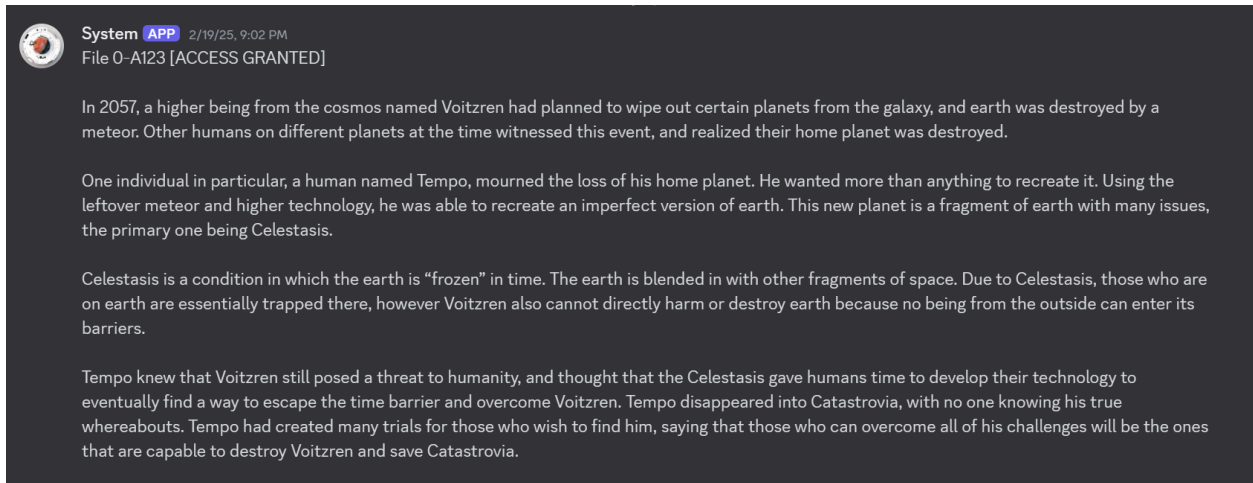 System APP 2/19/25, 9:02 PM
File 0-A123 [ACCESS GRANTED]
In 2057, a higher being from the cosmos named Voitzren had planned to wipe out certain planets from the galaxy, and earth was destroyed by a
meteor. Other humans on different planets at the time witnessed this event, and realized their home planet was destroyed.
One individual in particular, a human named Tempo, mourned the loss of his home planet. He wanted more than anything to recreate it. Using the
leftover meteor and higher technology, he was able to recreate an imperfect version of earth. This new planet is a fragment of earth with many issues,
the primary one being Celestasis.
Celestasis is a condition in which the earth is “frozen” in time. The earth is blended in with other fragments of space. Due to Celestasis, those who are
on earth are essentially trapped there, however Voitzren also cannot directly harm or destroy earth because no being from the outside can enter its
barriers.
Tempo knew that Voitzren still posed a threat to humanity, and thought that the Celestasis gave humans time to develop their technology to
eventually find a way to escape the time barrier and overcome Voitzren. Tempo disappeared into Catastrovia, with no one knowing his true
whereabouts. Tempo had created many trials for those who wish to find him, saying that those who can overcome all of his challenges will be the ones
that are capable to destroy Voitzren and save Catastrovia.